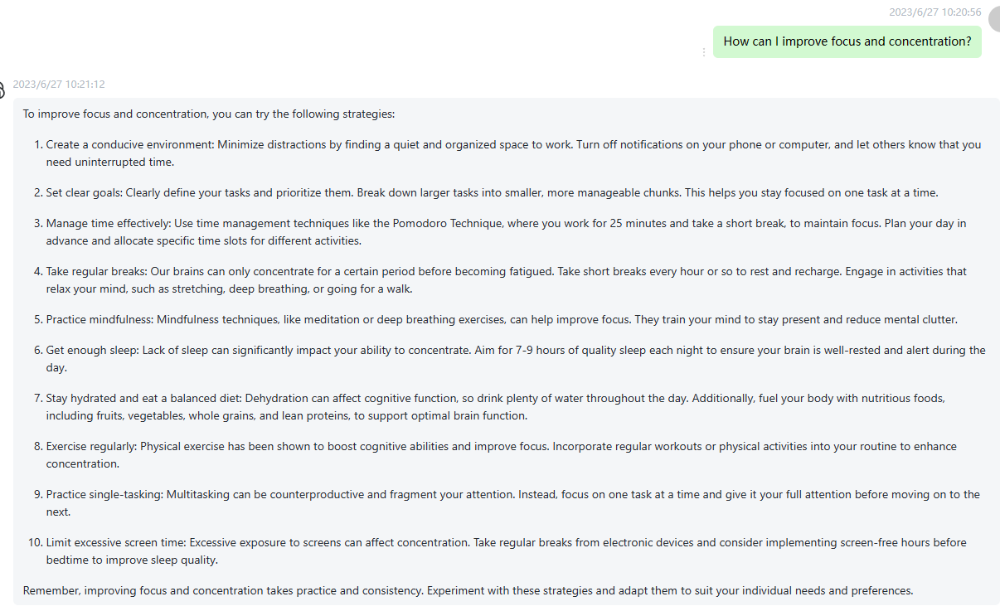 2023/6/27 10:20:56
How can I improve focus and concentration?
2023/6/27 10:21:12
To improve focus and concentration, you can try the following strategies:
1. Create a conducive environment: Minimize distractions by finding a quiet and organized space to work. Turn off notifications on your phone or computer, and let others know that you
need uninterrupted time.
2. Set clear goals: Clearly define your tasks and prioritize them. Break down larger tasks into smaller, more manageable chunks. This helps you stay focused on one task at a time.
3. Manage time effectively: Use time management techniques like the Pomodoro Technique, where you work for 25 minutes and take a short break, to maintain focus. Plan your day in
advance and allocate specific time slots for different activities.
4. Take regular breaks: Our brains can only concentrate for a certain period before becoming fatigued. Take short breaks every hour or so to rest and recharge. Engage in activities that
relax your mind, such as stretching, deep breathing, or going for a walk.
5. Practice mindfulness: Mindfulness techniques, like meditation or deep breathing exercises, can help improve focus. They train your mind to stay present and reduce mental clutter.
6. Get enough sleep: Lack of sleep can significantly impact your ability to concentrate. Aim for 7-9 hours of quality sleep each night to ensure your brain is well-rested and alert during the
day.
7. Stay hydrated and eat a balanced diet: Dehydration can affect cognitive function, so drink plenty of water throughout the day. Additionally, fuel your body with nutritious foods,
including fruits, vegetables, whole grains, and lean proteins, to support optimal brain function.
8. Exercise regularly: Physical exercise has been shown to boost cognitive abilities and improve focus. Incorporate regular workouts or physical activities into your routine to enhance
concentration.
9. Practice single-tasking: Multitasking can be counterproductive and fragment your attention. Instead, focus on one task at a time and give it your full attention before moving on to the
next.
10. Limit excessive screen time: Excessive exposure to screens can affect concentration. Take regular breaks from electronic devices and consider implementing screen-free hours before
bedtime to improve sleep quality.
Remember, improving focus and concentration takes practice and consistency. Experiment with these strategies and adapt them to suit your individual needs and preferences.